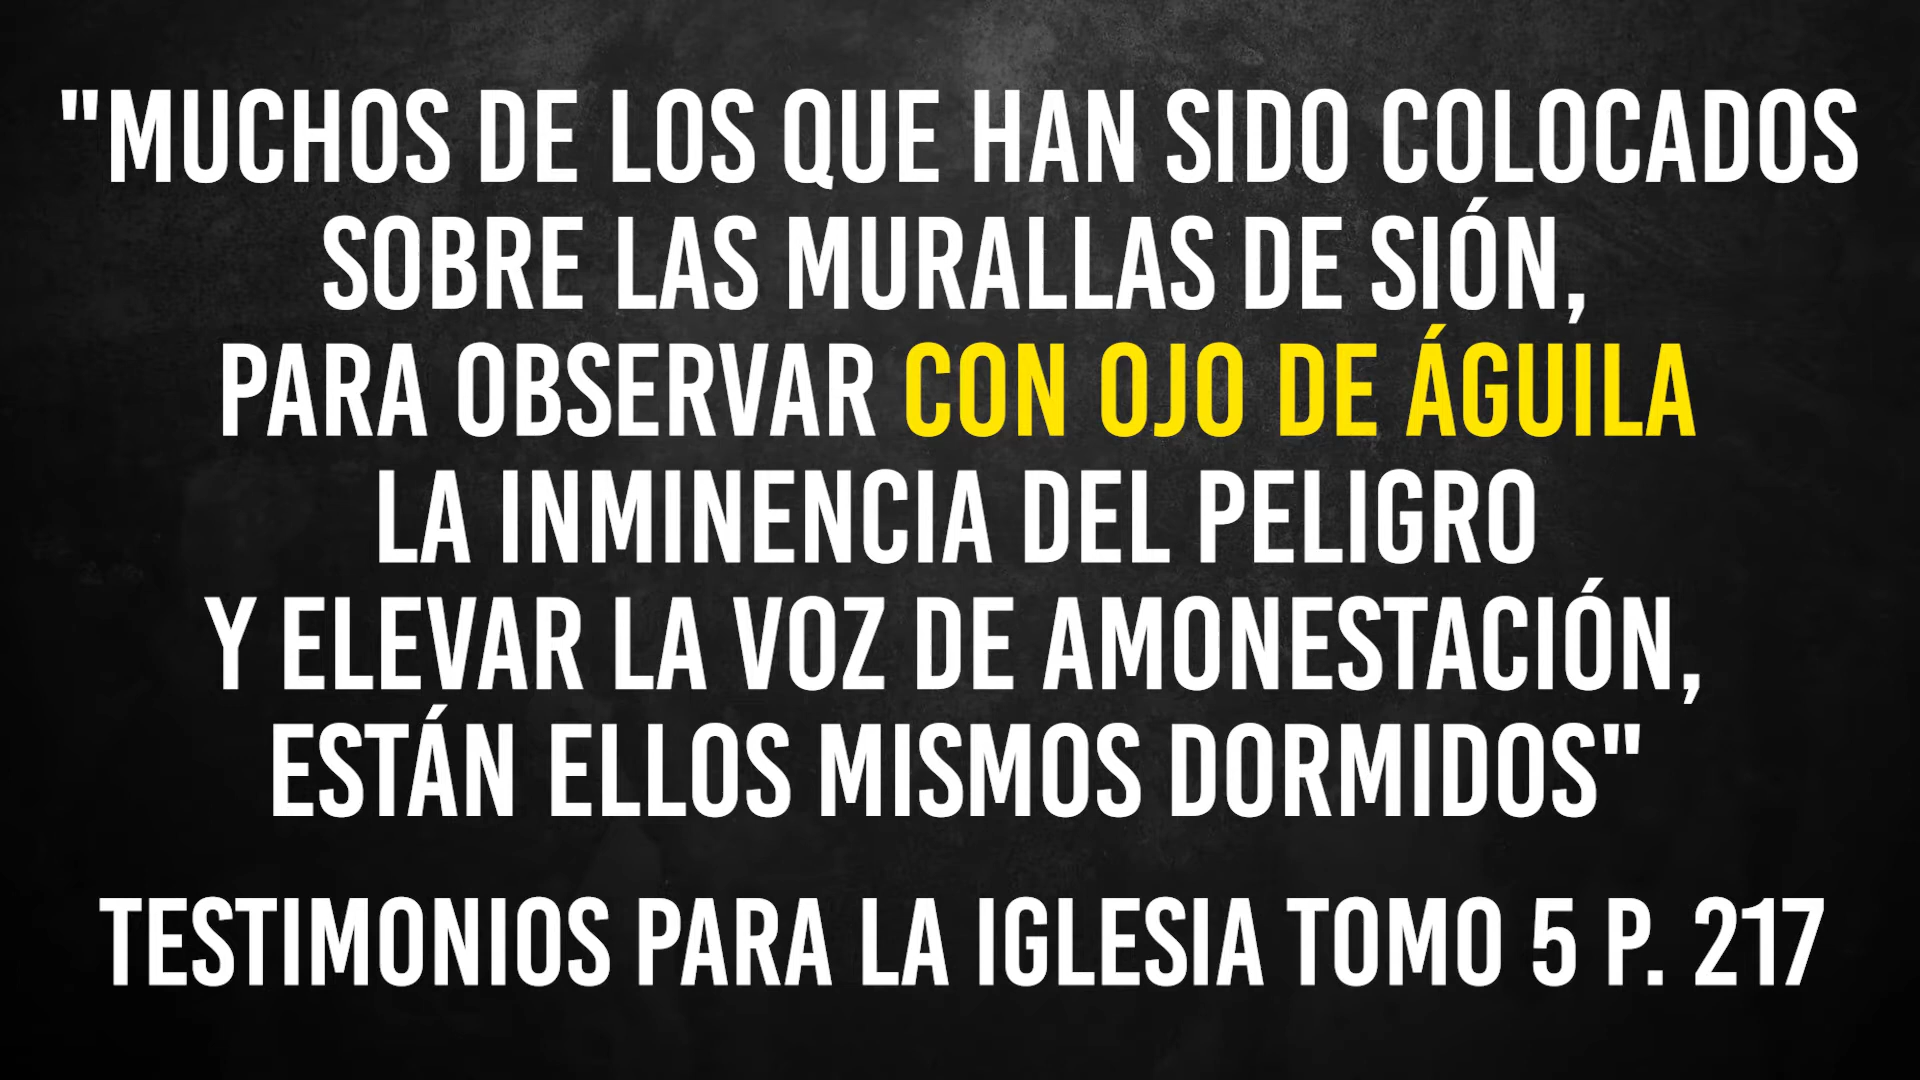 "MUCHOS DE LOS QUE HAN SIDO COLOCADOS
SOBRE LAS MURALLAS DE SIÓN,
PARA OBSERVAR CON OJO DE ÁGUILA
LA INMINENCIA DEL PELIGRO
Y ELEVAR LA VOZ DE AMONESTACIÓN,
ESTÁN ELLOS MISMOS DORMIDOS"
TESTIMONIOS PARA LA IGLESIA TOMO 5 P. 217